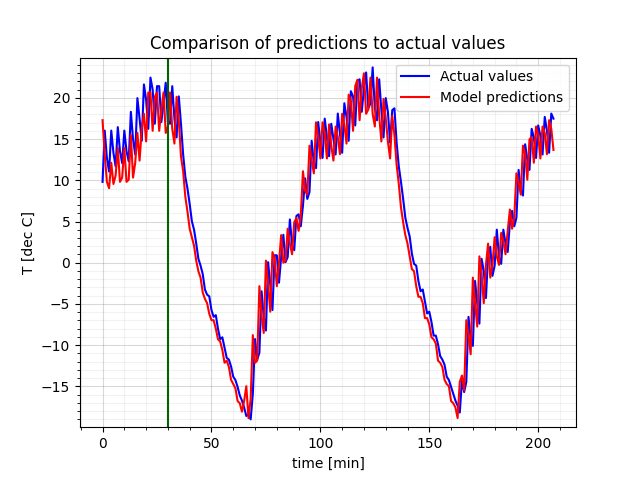 Comparison of predictions to actual values
Actual values
Model predictions
20
15
10
5
0
−5
−10
−15
T [dec C]
0
50
100
150
200
time [min]